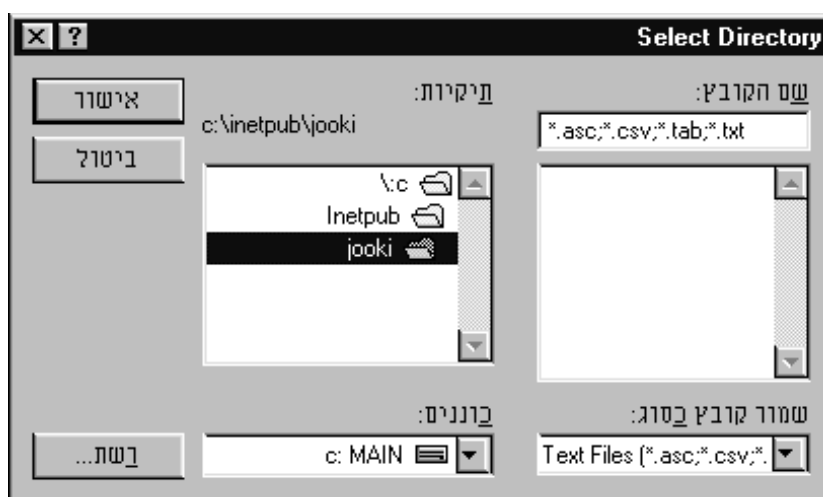 Select Directory
שם הקובץ:
*.asc;*.csv;*.tab;*.txt
תיקיות:
c:\inetpub\jooki
c:\
Inetpub
jooki
אישור
ביטול
שמור קובץ כסוג:
Text Files (*.asc;*.csv;*.
כוננים:
c: MAIN
רשת...